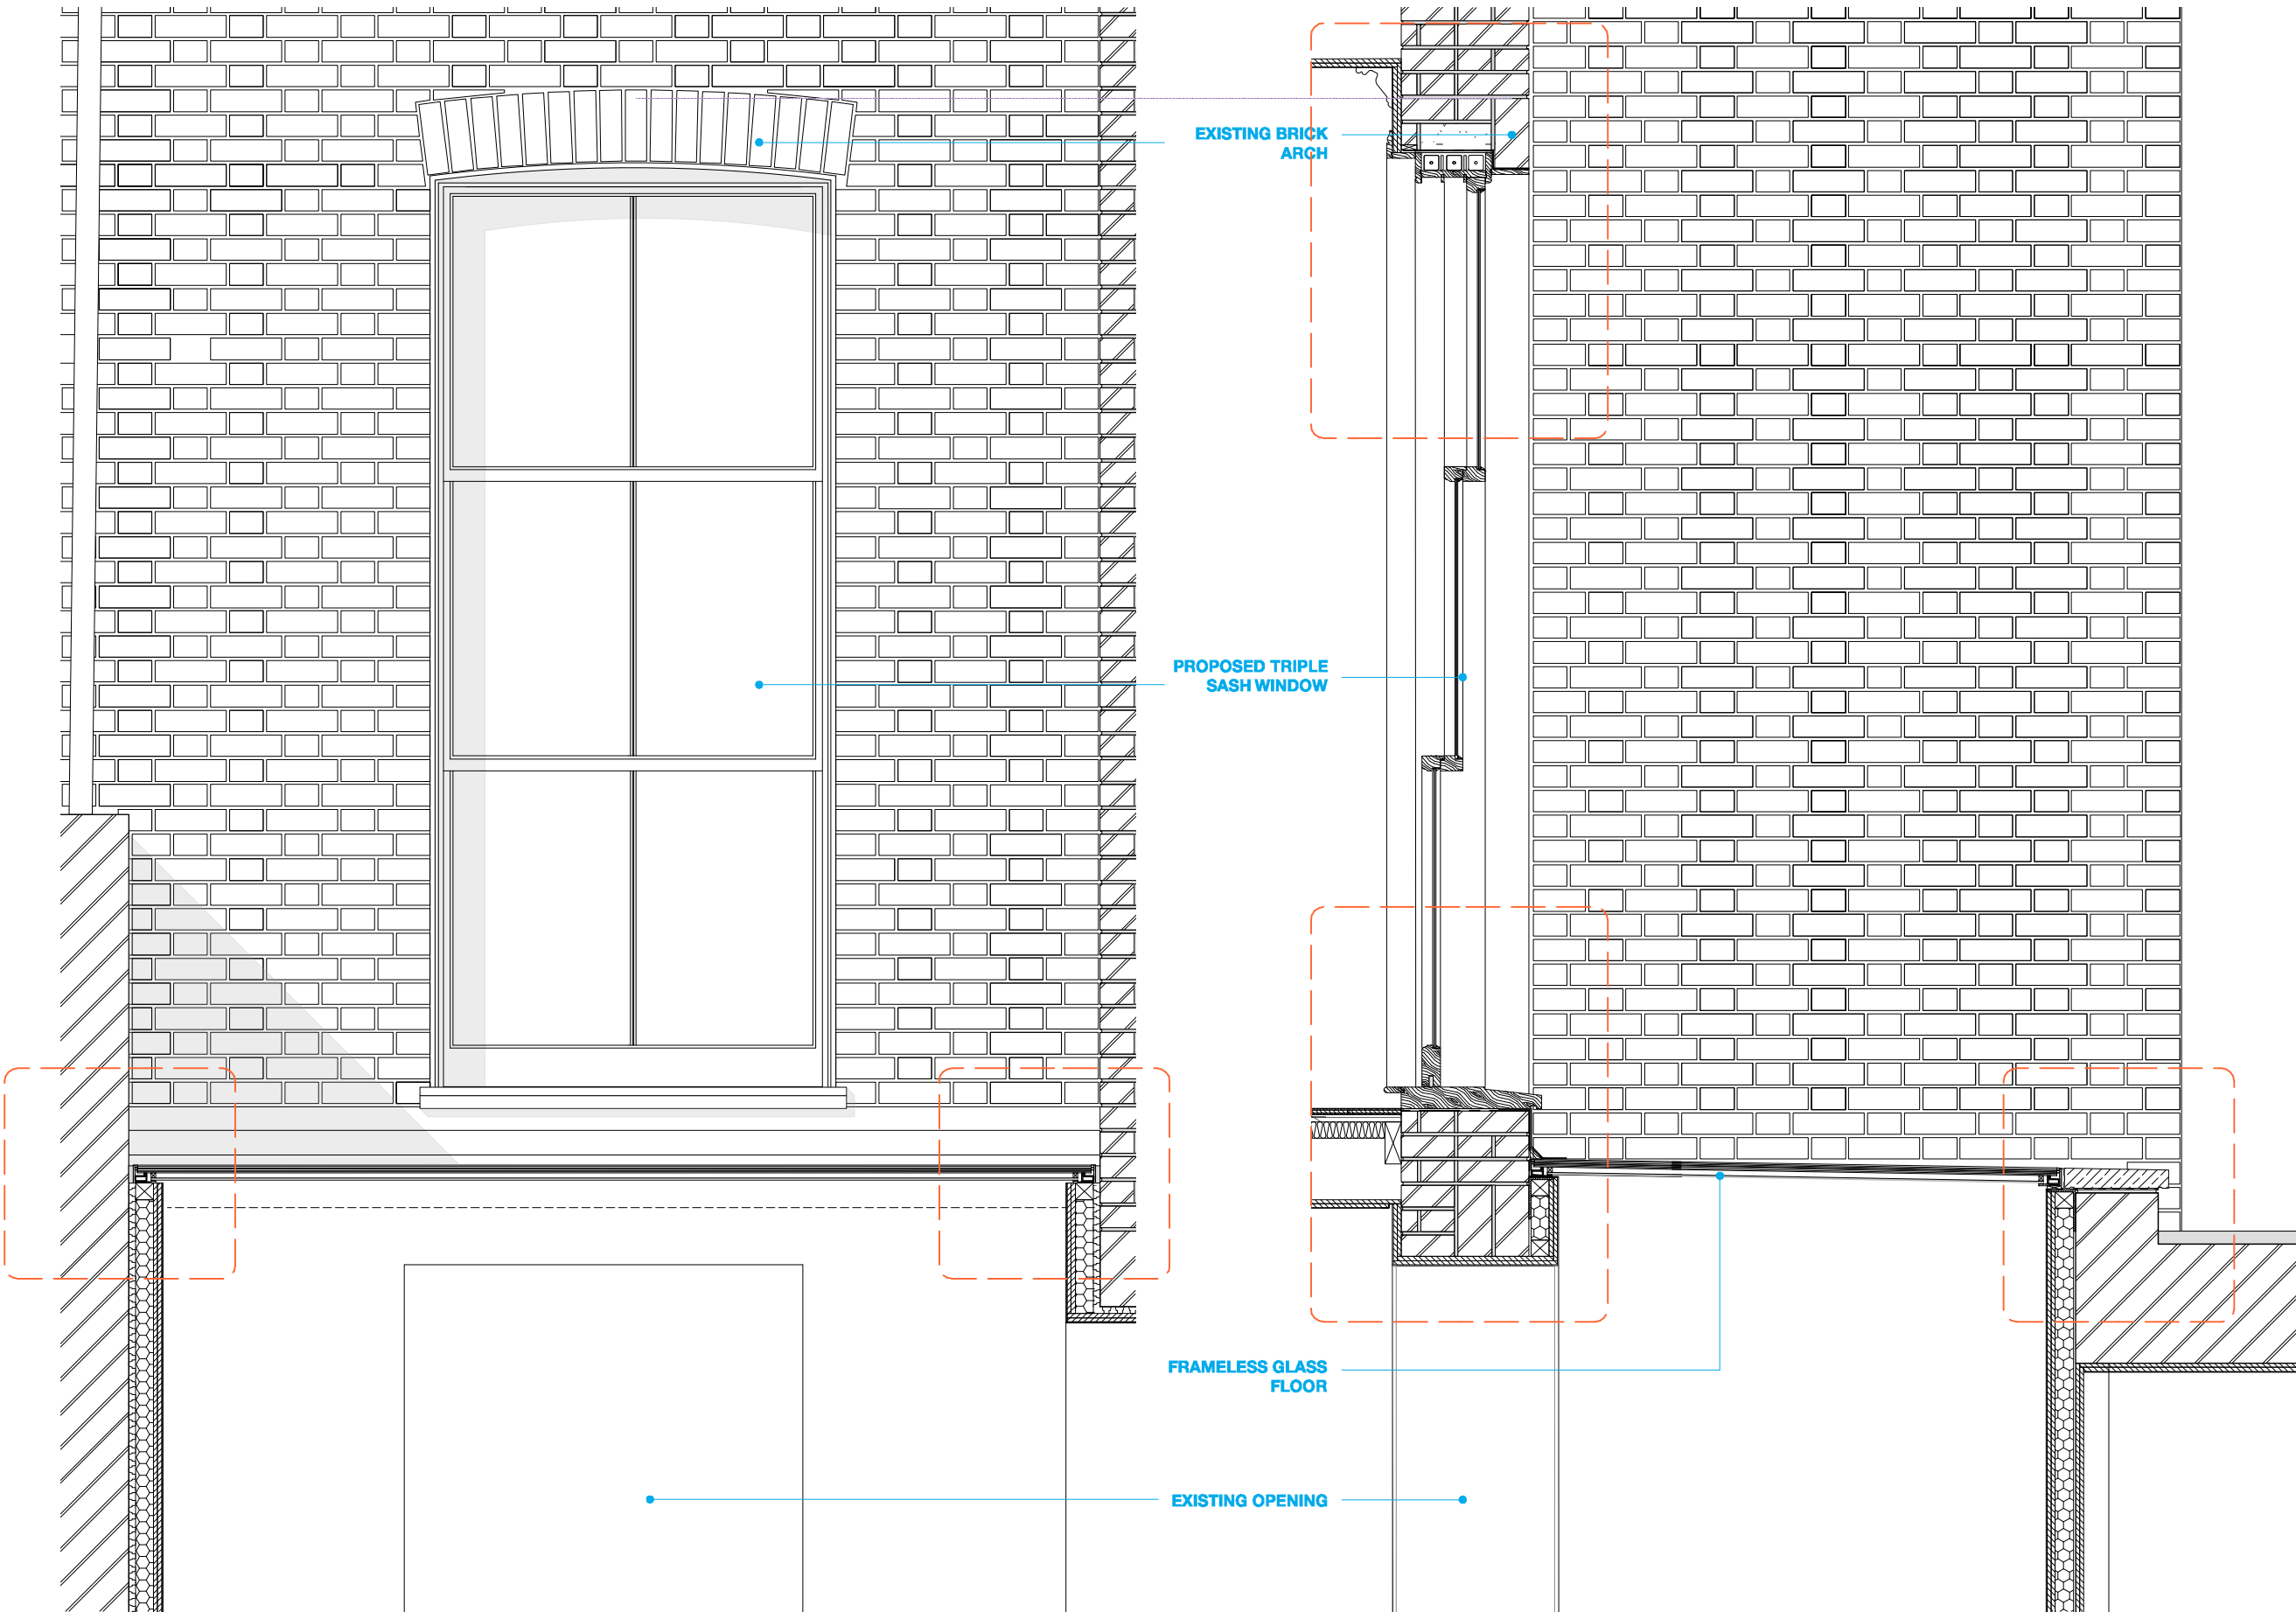 EXISTING BRICK
ARCH
PROPOSED TRIPLE
SASH WINDOW
FRAMELESS GLASS
FLOOR
EXISTING OPENING